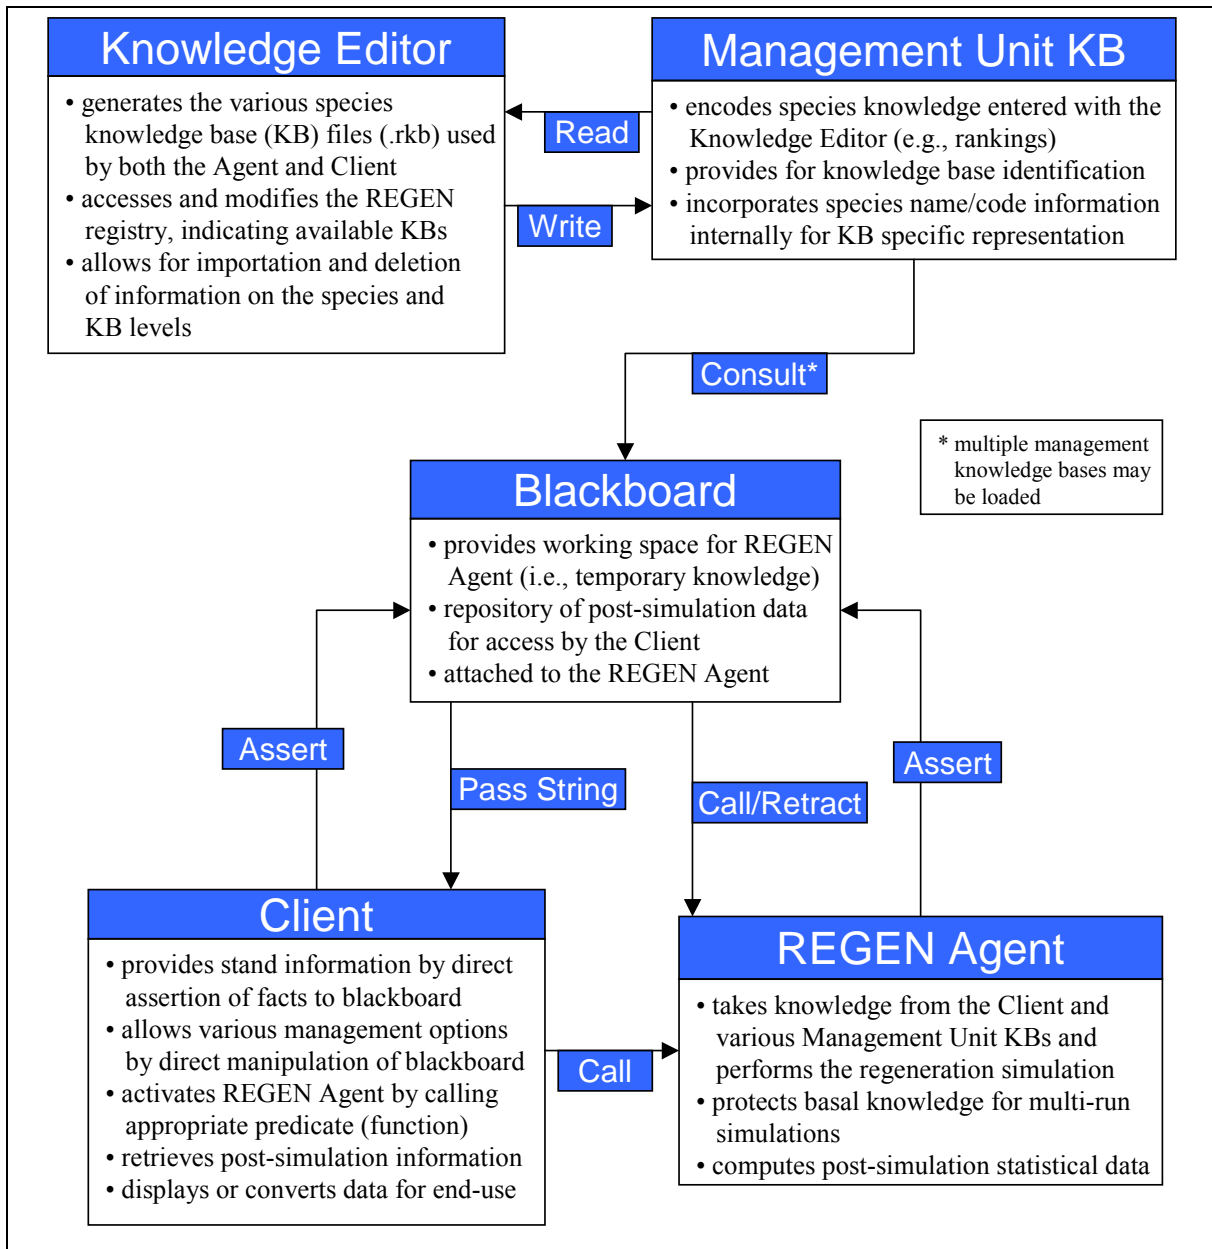 Knowledge Editor
• generates the various species
knowledge base (KB) files (.rkb) used
by both the Agent and Client
• accesses and modifies the REGEN
registry, indicating available KBs
• allows for importation and deletion
of information on the species and
KB levels
Read
Write
Management Unit KB
• encodes species knowledge entered with the
Knowledge Editor (e.g., rankings)
• provides for knowledge base identification
• incorporates species name/code information
internally for KB specific representation
Consult*
* multiple management
knowledge bases may
be loaded
Blackboard
• provides working space for REGEN
Agent (i.e., temporary knowledge)
• repository of post-simulation data
for access by the Client
• attached to the REGEN Agent
Assert
Pass String
Call/Retract
Assert
Client
• provides stand information by direct
assertion of facts to blackboard
• allows various management options
by direct manipulation of blackboard
• activates REGEN Agent by calling
appropriate predicate (function)
• retrieves post-simulation information
• displays or converts data for end-use
Call
REGEN Agent
• takes knowledge from the Client and
various Management Unit KBs and
performs the regeneration simulation
• protects basal knowledge for multi-run
simulations
• computes post-simulation statistical data